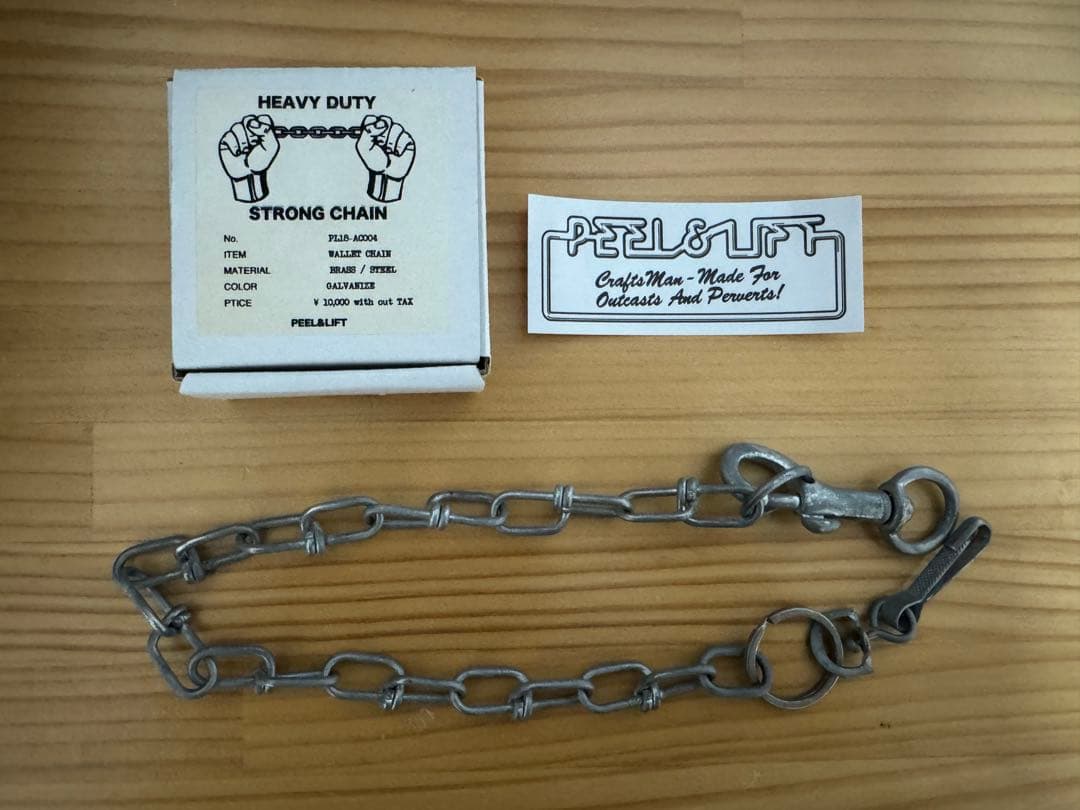 HEAVY DUTY
STRONG CHAIN
No. PL18-AC004
ITEM WALLET CHAIN
MATERIAL BRASS / STEEL
COLOR GALVANIZE
PTICE ¥ 10,000 with out TAX
PEEL&LIFT
PEEL&LIFT
CraftsMan-Made For
Outcasts And Perverts!